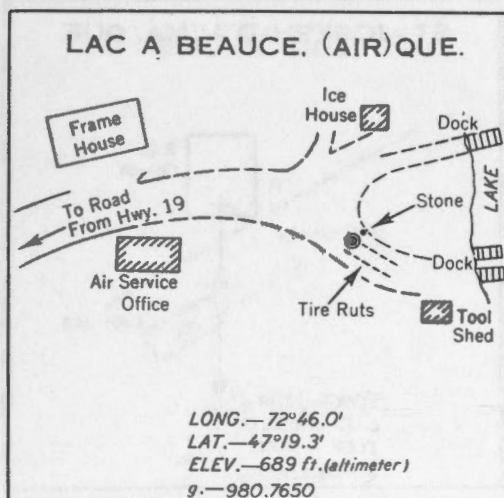 LAC A BEAUCE. (AIR) QUE.
Ice
House
Dock
Frame
House
LAKE
To Road
From Hwy. 19
Stone
Air Service
Office
Dock
Tire Ruts
Tool
Shed
LONG.—72°46.0'
LAT.—47°19.3'
ELEV.—689 ft.(altimeter)
g.—980.7650